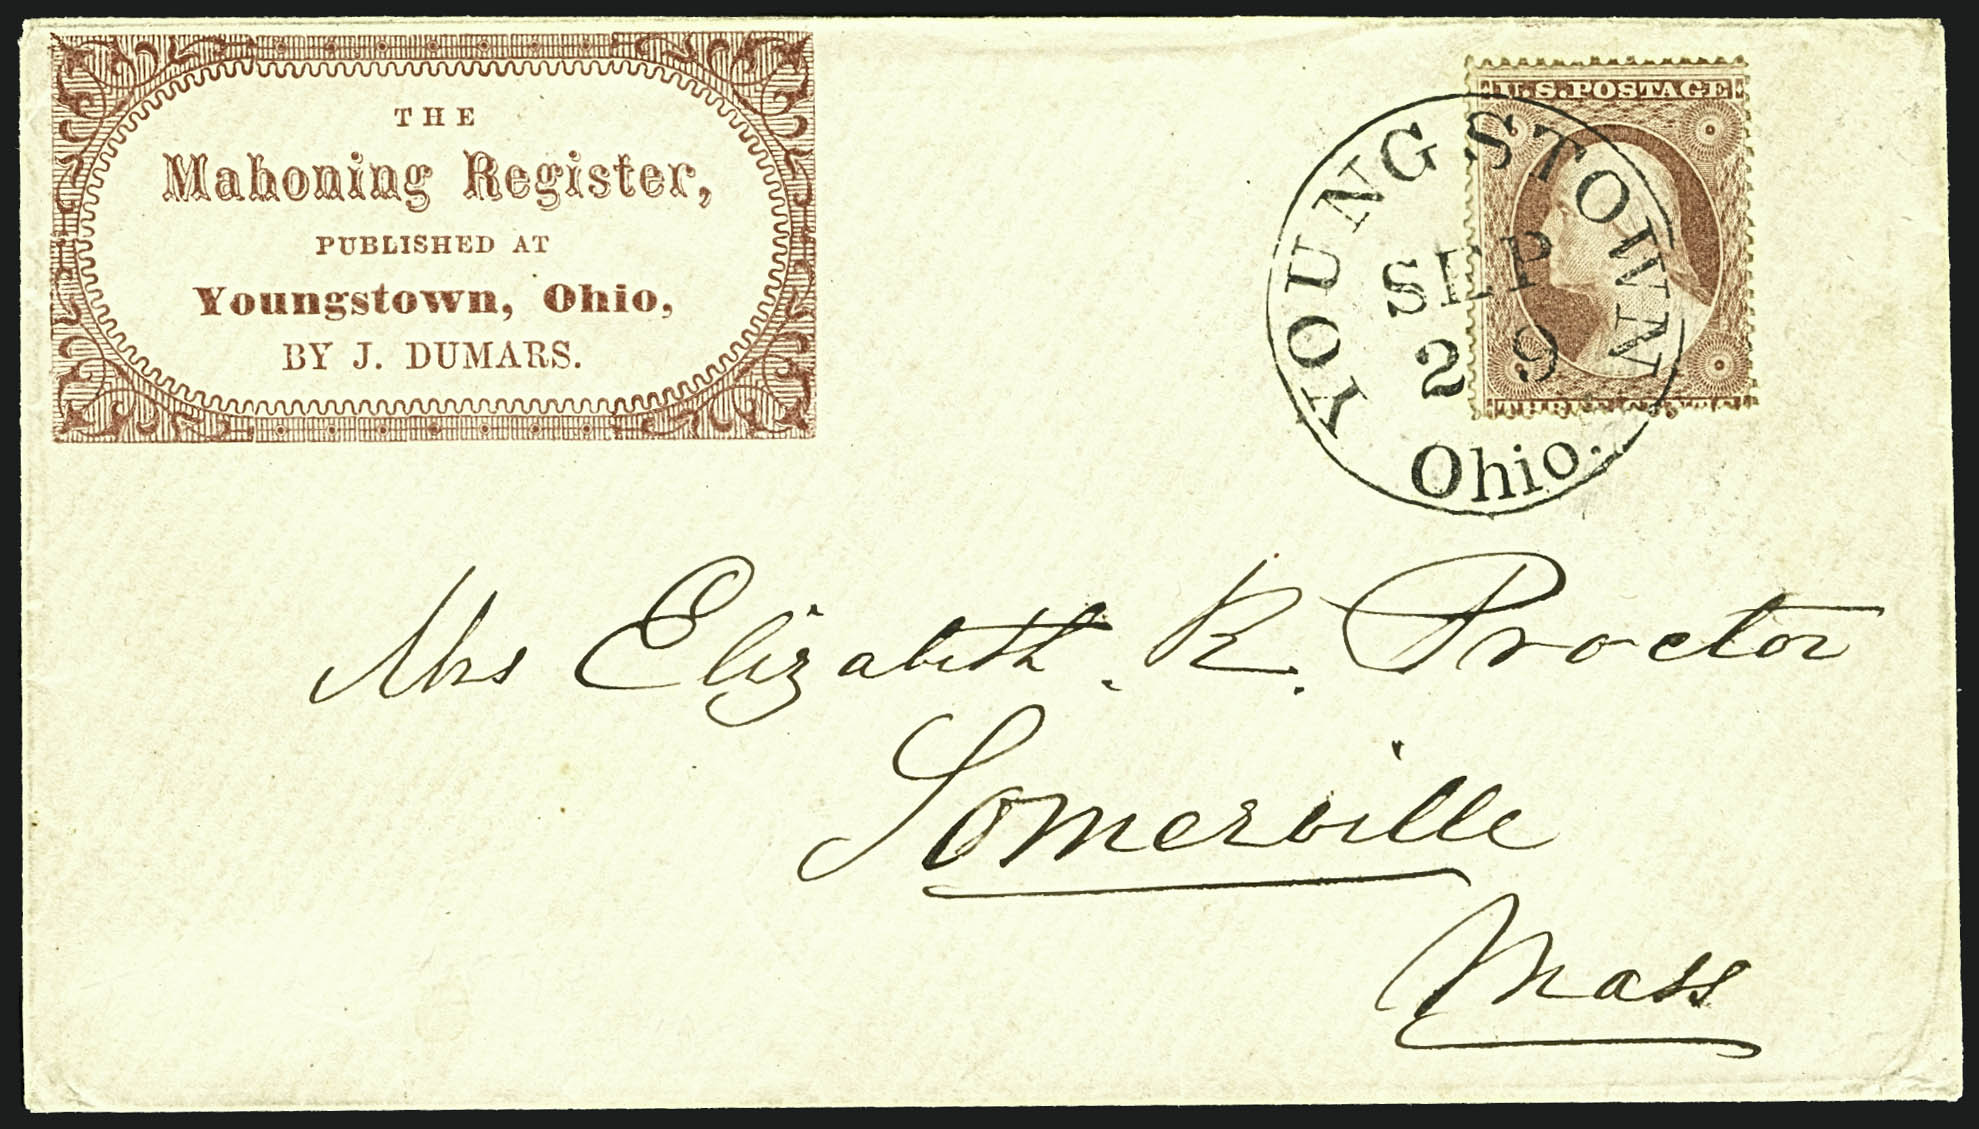 THE
Mahoning Register,
PUBLISHED AT
Youngstown, Ohio,
BY J. DUMARS.
U.S. POSTAGE
YOUNGSTOWN
SEP
29
Ohio.
Mrs Elizabeth. R. Proctor
Somerville
Mass